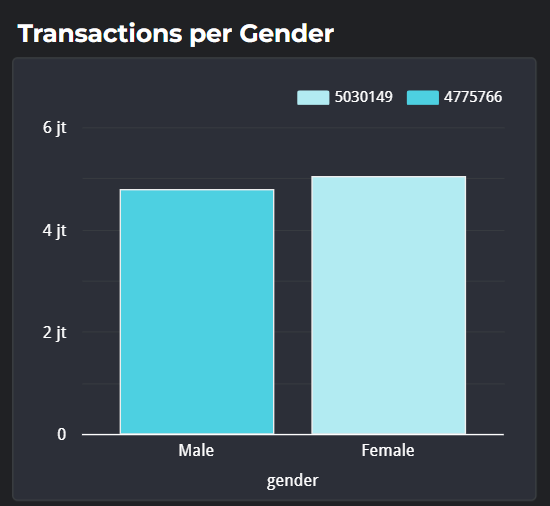 Transactions per Gender
5030149 4775766
6 jt
4 jt
2 jt
0
Male Female
gender